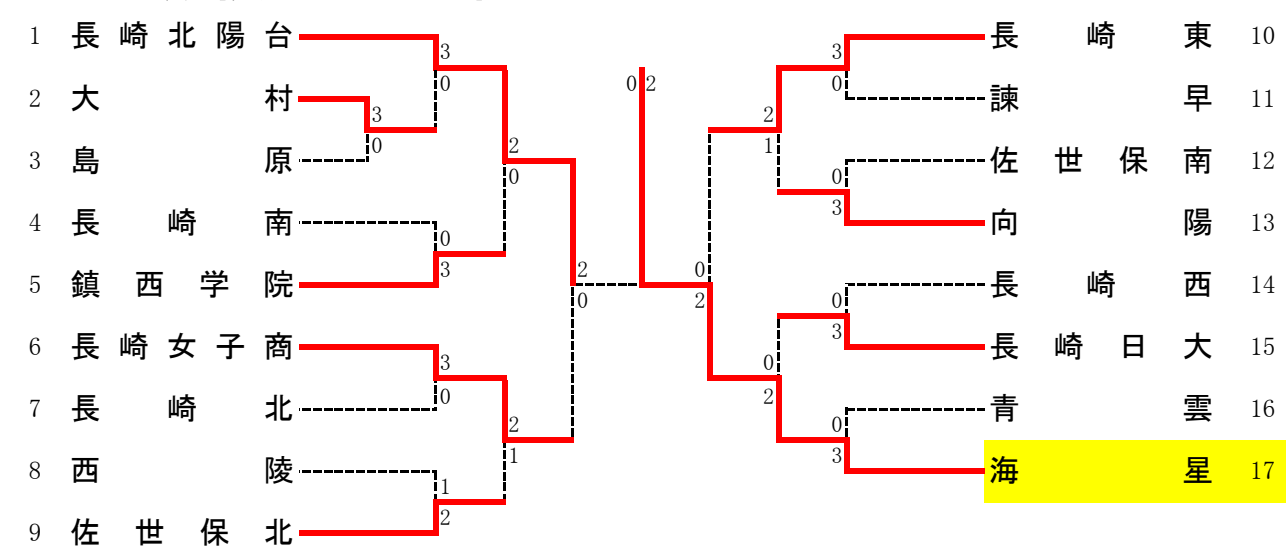 1 長崎北陽台
2 大村
3 島原
4 長崎南
5 鎮西学院
6 長崎女子商
7 長崎北
8 西陵
9 佐世保北
3
0
3
0
2
0
0
3
2
0
3
0
2
1
1
2
0 2
3
0
2
1
0
3
0
2
0
3
0
2
0
3
長崎東 10
諫早 11
佐世保南 12
向陽 13
長崎西 14
長崎日大 15
青雲 16
海星 17